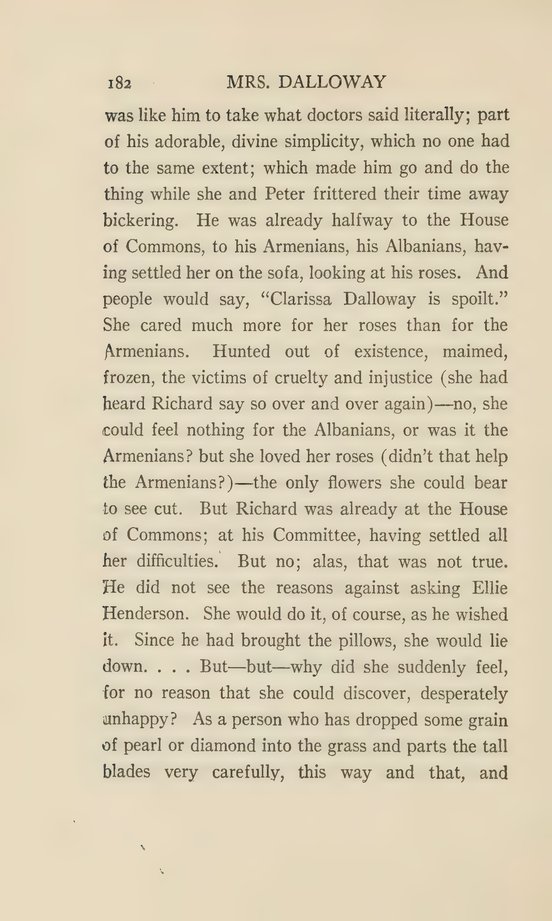 182 MRS. DALLOWAY
was like him to take what doctors said literally; part
of his adorable, divine simplicity, which no one had
to the same extent; which made him go and do the
thing while she and Peter frittered their time away
bickering. He was already halfway to the House
of Commons, to his Armenians, his Albanians, hav-
ing settled her on the sofa, looking at his roses. And
people would say, “Clarissa Dalloway is spoilt.”
She cared much more for her roses than for the
Armenians. Hunted out of existence, maimed,
frozen, the victims of cruelty and injustice (she had
heard Richard say so over and over again)—no, she
could feel nothing for the Albanians, or was it the
Armenians? but she loved her roses (didn’t that help
the Armenians?)—the only flowers she could bear
to see cut. But Richard was already at the House
of Commons; at his Committee, having settled all
her difficulties. But no; alas, that was not true.
He did not see the reasons against asking Ellie
Henderson. She would do it, of course, as he wished
it. Since he had brought the pillows, she would lie
down. . . . But—but—why did she suddenly feel,
for no reason that she could discover, desperately
unhappy? As a person who has dropped some grain
of pearl or diamond into the grass and parts the tall
blades very carefully, this way and that, and